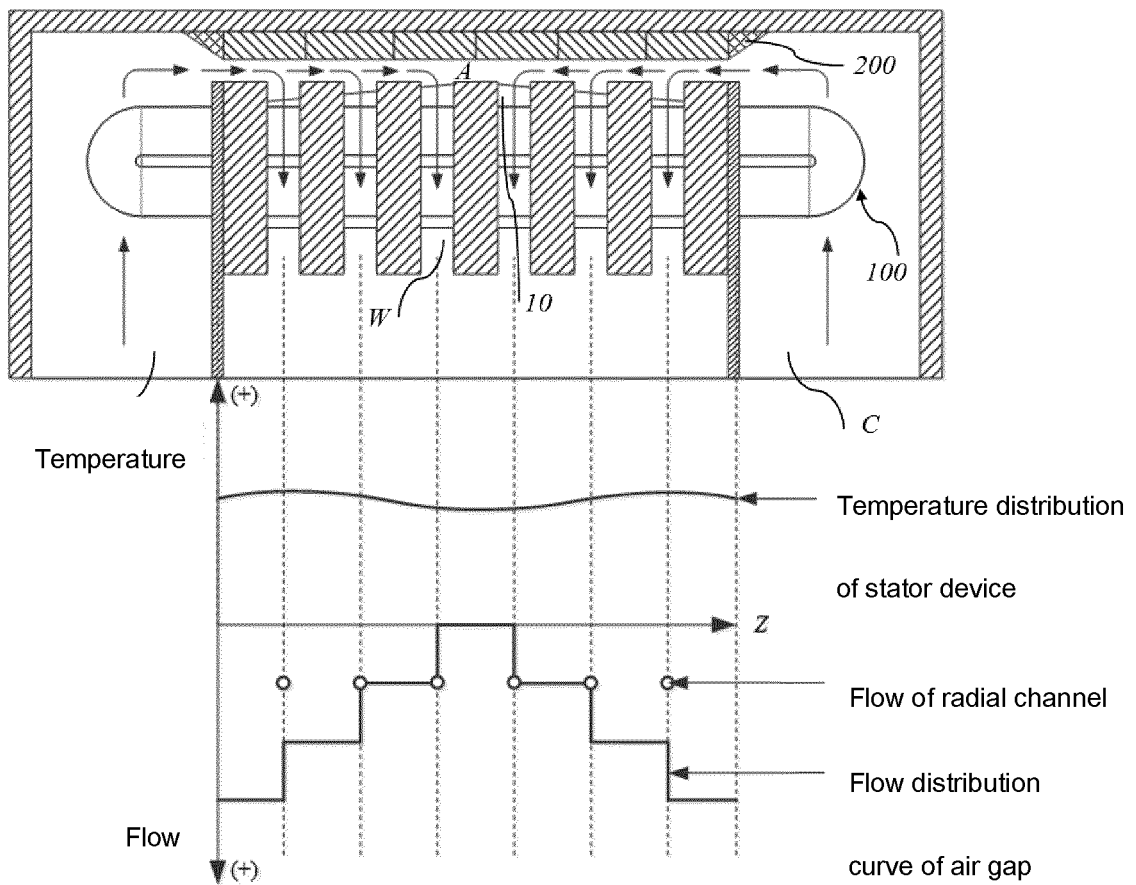 200
A
100
10
W
C
(+)
Temperature
Temperature distribution
of stator device
Z
Flow of radial channel
Flow distribution
Flow
curve of air gap
(+)